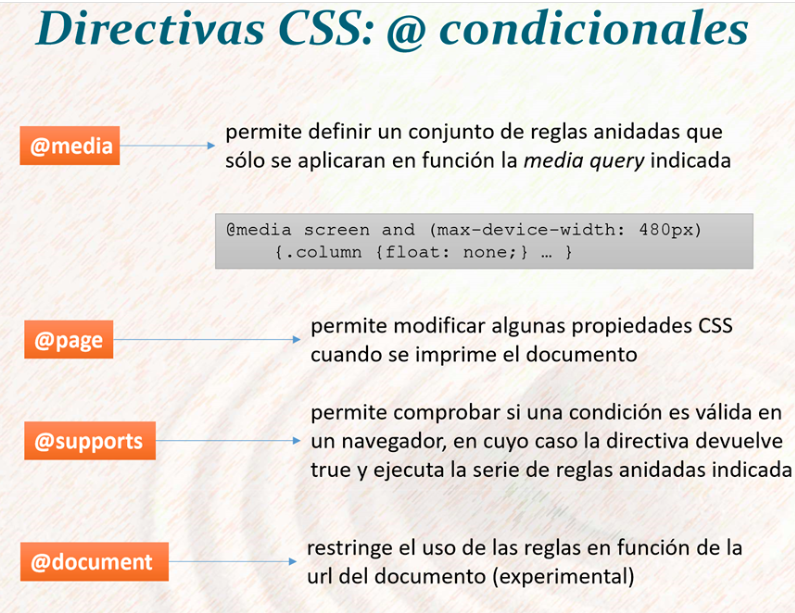 Directivas CSS: @ condicionales
@media
permite definir un conjunto de reglas anidadas que
sólo se aplicaran en función la media query indicada
@media screen and (max-device-width: 480px)
{.column {float: none;} … }
@page
permite modificar algunas propiedades CSS
cuando se imprime el documento
@supports
permite comprobar si una condición es válida en
un navegador, en cuyo caso la directiva devuelve
true y ejecuta la serie de reglas anidadas indicada
@document
restringe el uso de las reglas en función de la
url del documento (experimental)